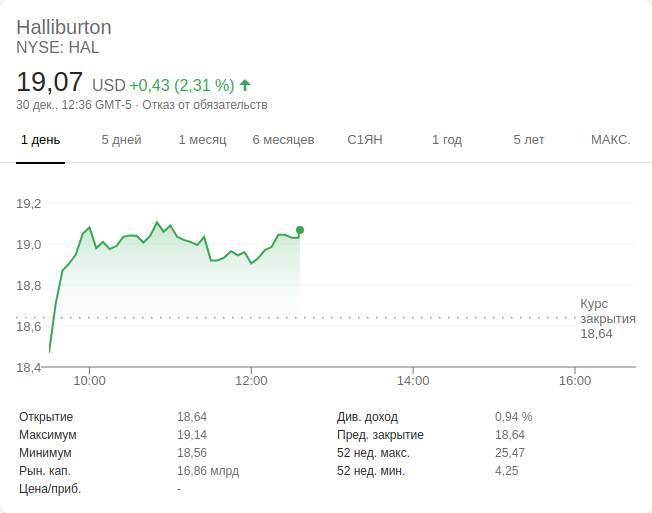 Halliburton
NYSE: HAL
19,07 USD +0,43 (2,31 %)
30 дек., 12:36 GMT-5 · Отказ от обязательств
1 день 5 дней 1 месяц 6 месяцев С1ЯН 1 год 5 лет МАКС.
19,2
19,0
18,8
18,6
18,4
Курс
закрытия
18,64
10:00 12:00 14:00 16:00
Открытие 18,64 Див. доход 0,94 %
Максимум 19,14 Пред. закрытие 18,64
Минимум 18,56 52 нед. макс. 25,47
Рын. кап. 16,86 млрд 52 нед. мин. 4,25
Цена/приб. -